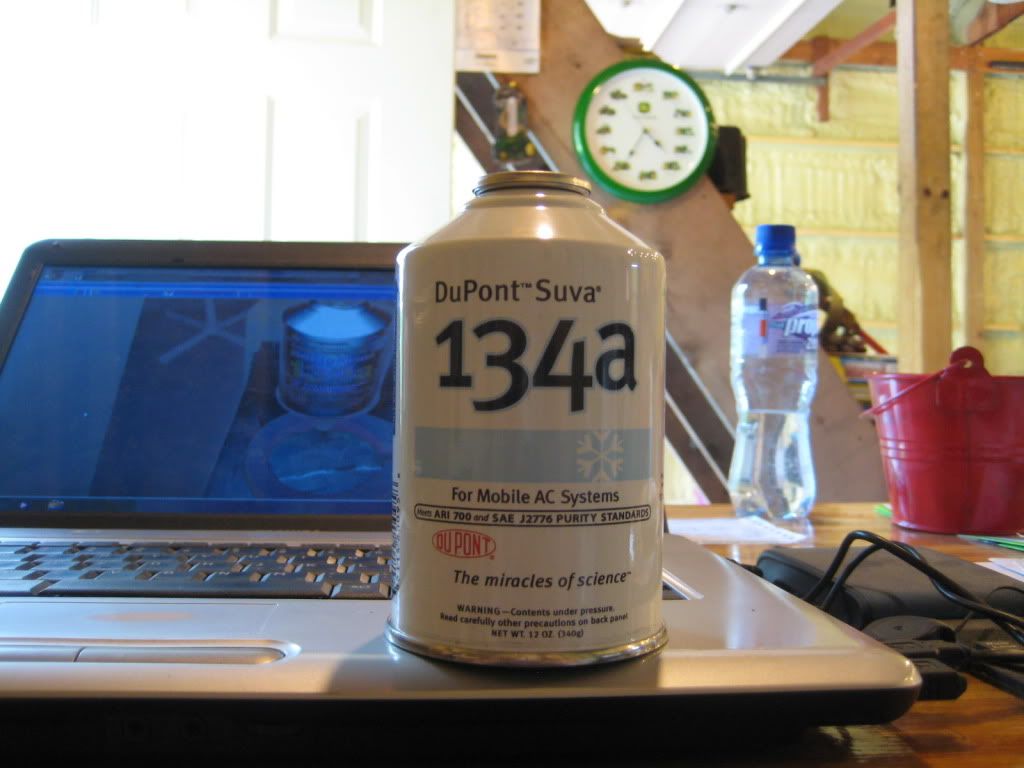 DuPont™ Suva®
134a
For Mobile AC Systems
Meets ARI 700 and SAE J2776 PURITY STANDARDS
DUPONT®
The miracles of science™
WARNING—Contents under pressure.
Read carefully other precautions on back panel
NET WT. 12 OZ. (340g)
prop